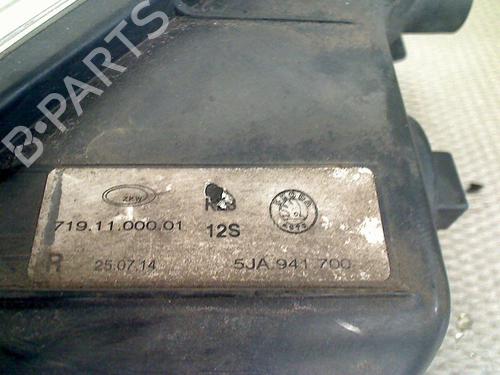 B-PARTS
ZKW
719.11.000.01
12S
R
25.07.14
5JA 941 700